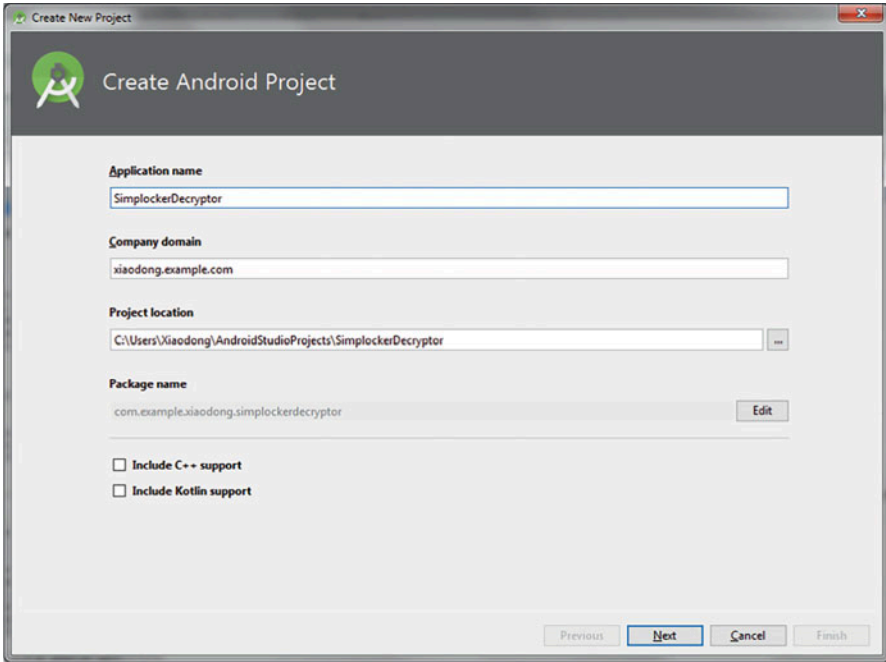 Create New Project
Create Android Project
Application name
SimplockerDecryptor
Company domain
xiaodong.example.com
Project location
C:\Users\Xiaodong\AndroidStudioProjects\SimplockerDecryptor
...
Package name
com.example.xiaodong.simplockerdecryptor
Edit
Include C++ support
Include Kotlin support
Previous Next Cancel Finish